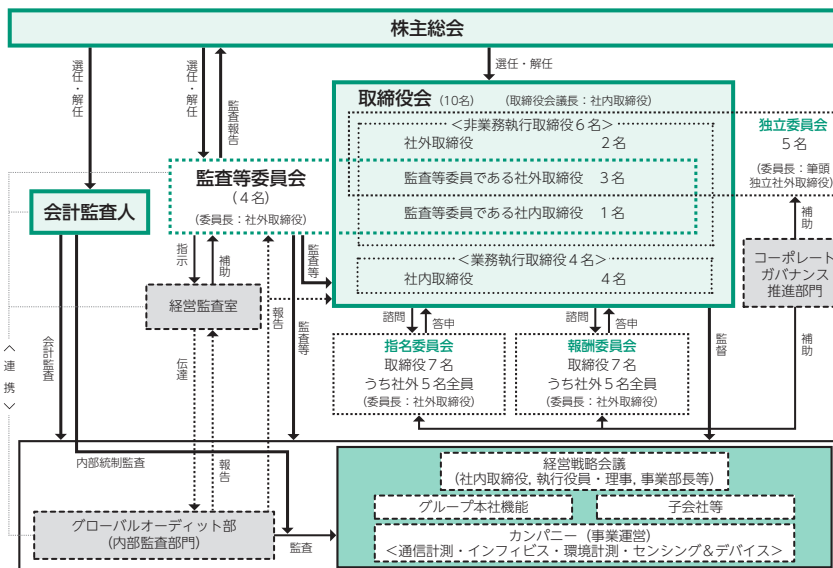 株主総会
選任・解任
選任・解任
監査報告
選任・解任
取締役会 (10名) (取締役会議長:社内取締役)
<非業務執行取締役6名>
社外取締役 2名
監査等委員である社外取締役 3名
監査等委員である社内取締役 1名
<業務執行取締役4名>
社内取締役 4名
独立委員会
5名
(委員長:筆頭
独立社外取締役)
監査等委員会
(4名)
(委員長:社外取締役)
会計監査人
指示
補助
監査等
補助
コーポレート
ガバナンス
推進部門
経営監査室
報告
監査等
諮問
答申
諮問
答申
監督
補助
指名委員会
取締役7名
うち社外5名全員
(委員長:社外取締役)
報酬委員会
取締役7名
うち社外5名全員
(委員長:社外取締役)
<連携>
会計監査
伝達
内部統制監査
報告
経営戦略会議
(社内取締役, 執行役員・理事, 事業部長等)
グループ本社機能
子会社等
カンパニー(事業運営)
<通信計測・インフィビス・環境計測・センシング&デバイス>
グローバルオーディット部
(内部監査部門)
監査